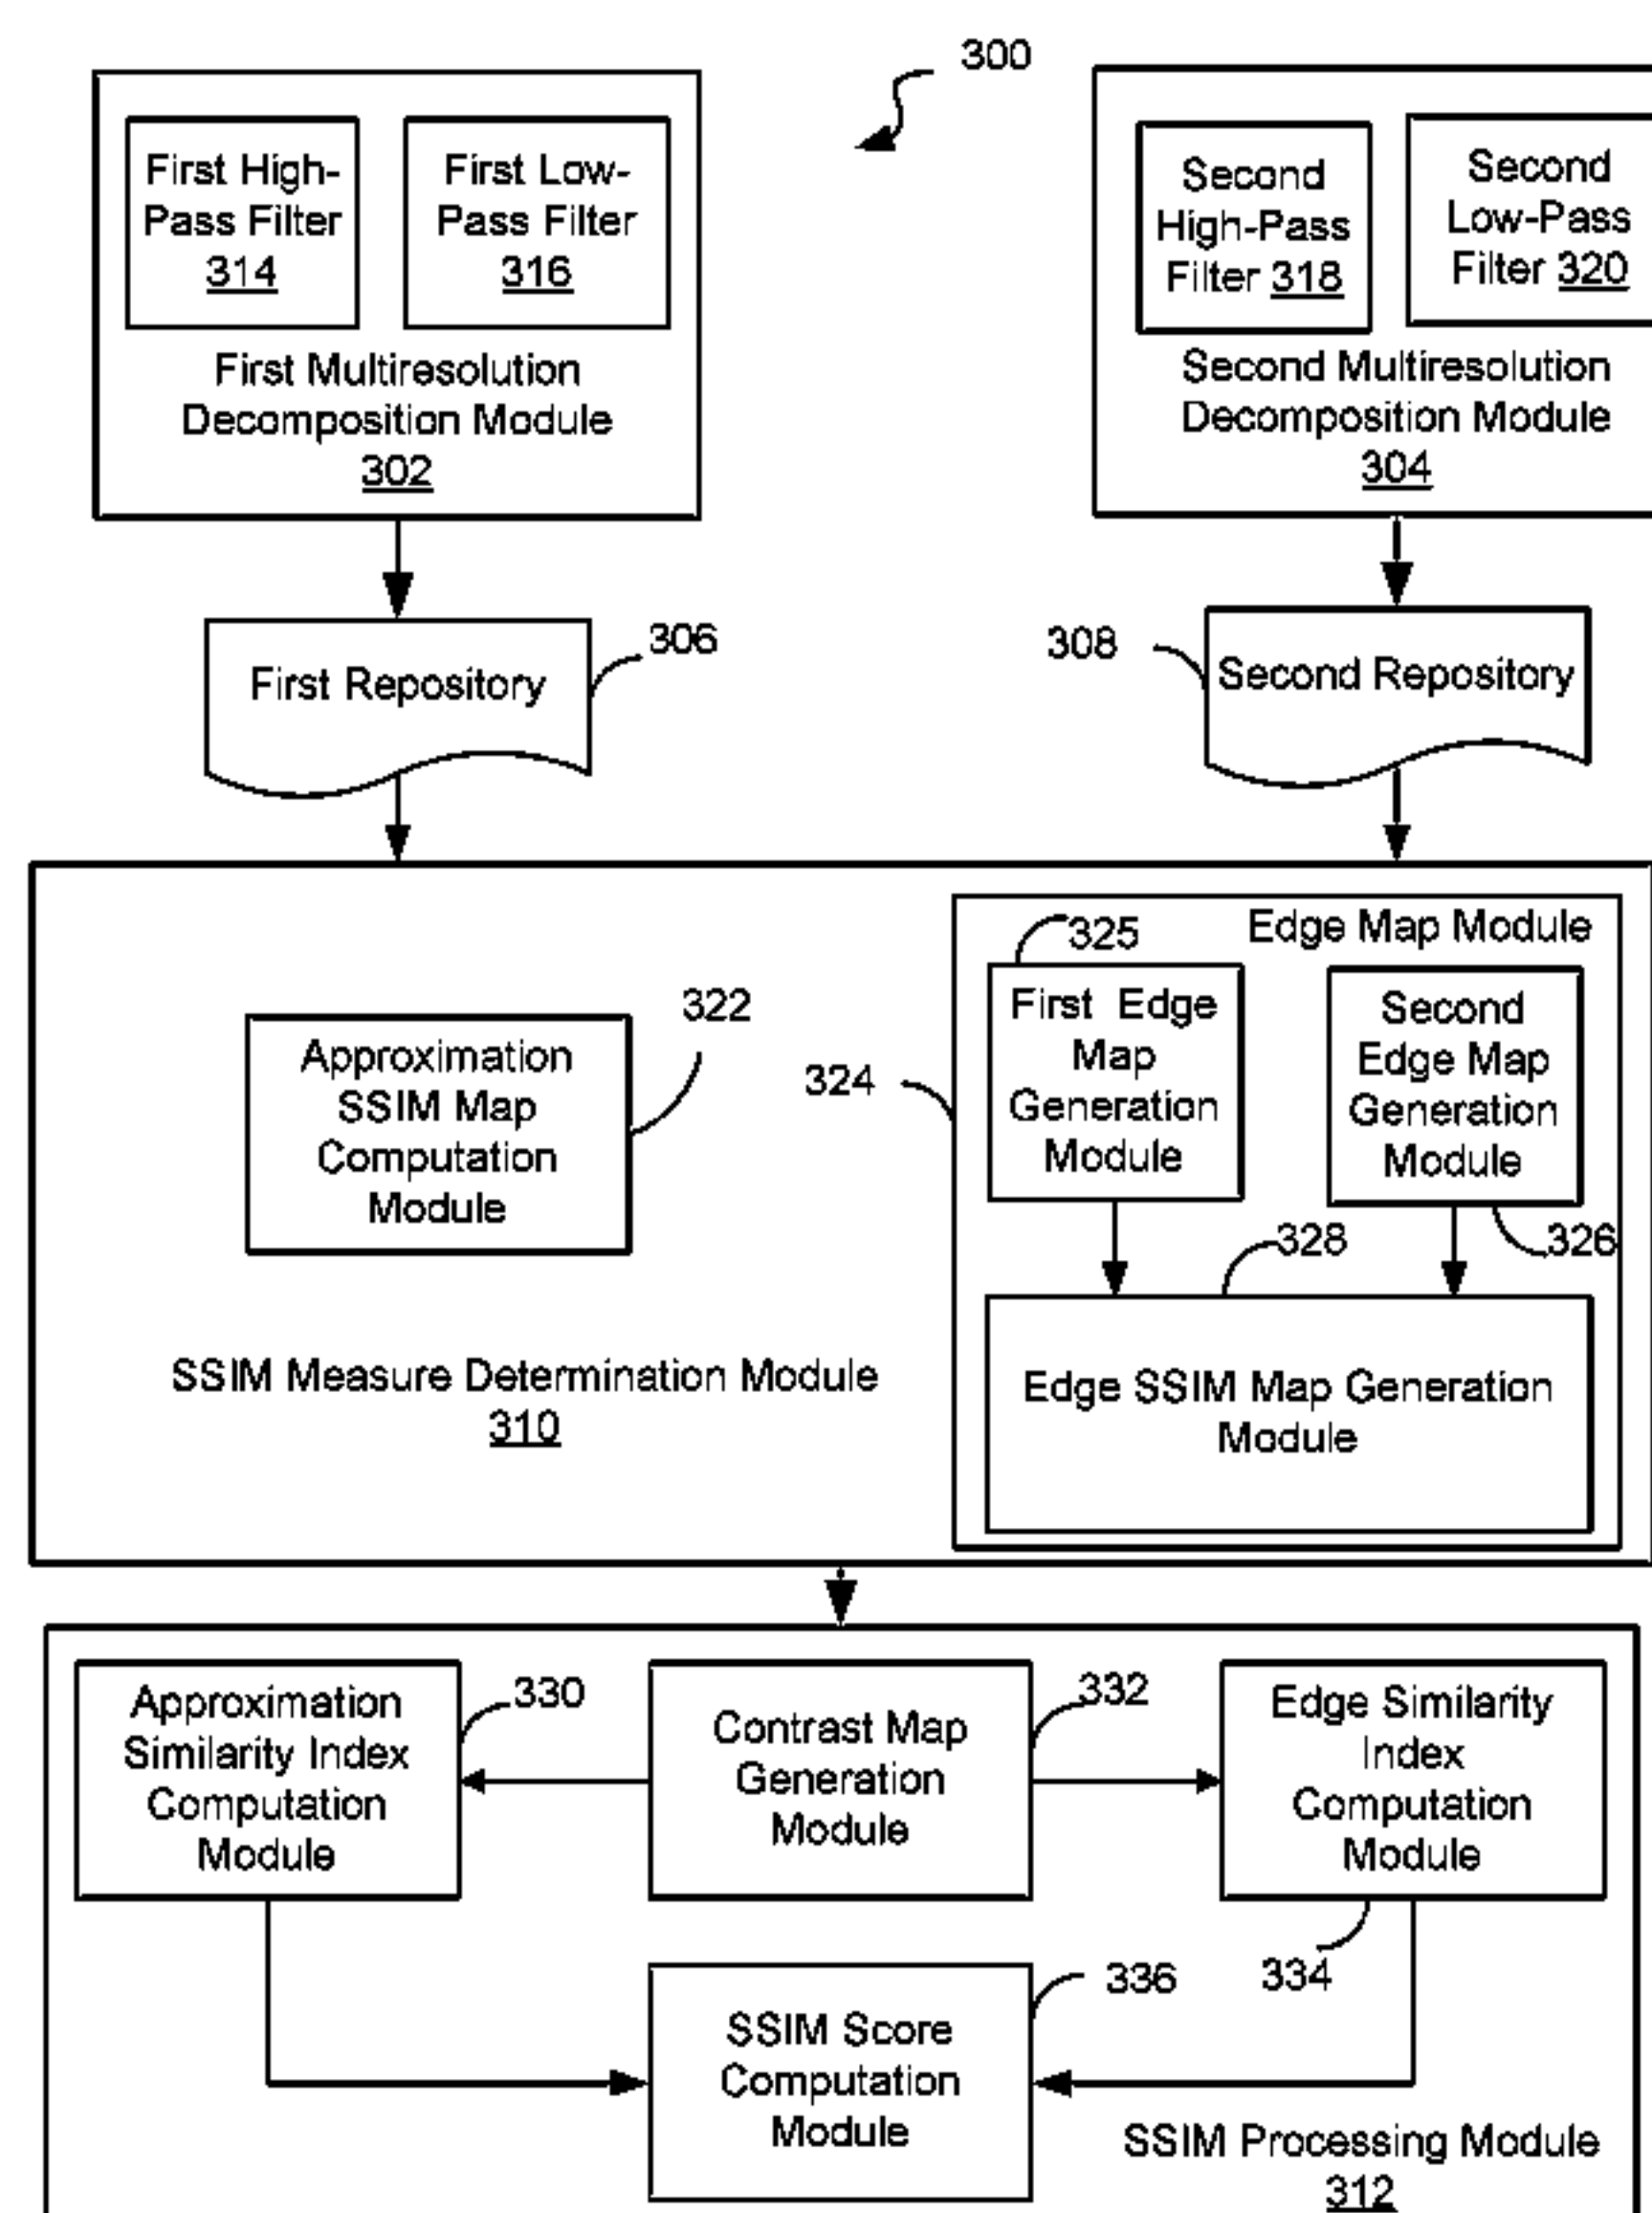 300
First High-
Pass Filter
314
First Low-
Pass Filter
316
First Multiresolution
Decomposition Module
302
Second
High-Pass
Filter 318
Second
Low-Pass
Filter 320
Second Multiresolution
Decomposition Module
304
First Repository
306
308
Second Repository
Approximation
SSIM Map
Computation
Module
322
SSIM Measure Determination Module
310
324
Edge Map Module
325
First Edge
Map
Generation
Module
Second
Edge Map
Generation
Module
326
328
Edge SSIM Map Generation
Module
Approximation
Similarity Index
Computation
Module
330
Contrast Map
Generation
Module
332
Edge Similarity
Index
Computation
Module
334
SSIM Score
Computation
Module
336
SSIM Processing Module
312